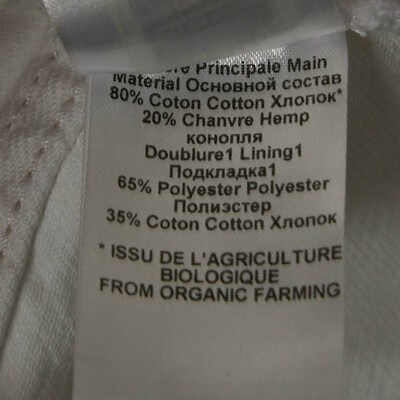 Principale Main
Material Основной состав
80% Coton Cotton Хлопок*
20% Chanvre Hemp
конопля
Doublure1 Lining1
Подкладка1
65% Polyester Polyester
Полиэстер
35% Coton Cotton Хлопок
* ISSU DE L'AGRICULTURE
BIOLOGIQUE
FROM ORGANIC FARMING